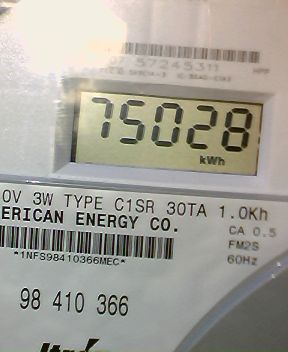 57245311
75028
kWh
0V 3W TYPE C1SR 30TA 1.0Kh
ERICAN ENERGY CO.
CA 0.5
FM2S
*1NFS98410366MEC*
60Hz
98 410 366